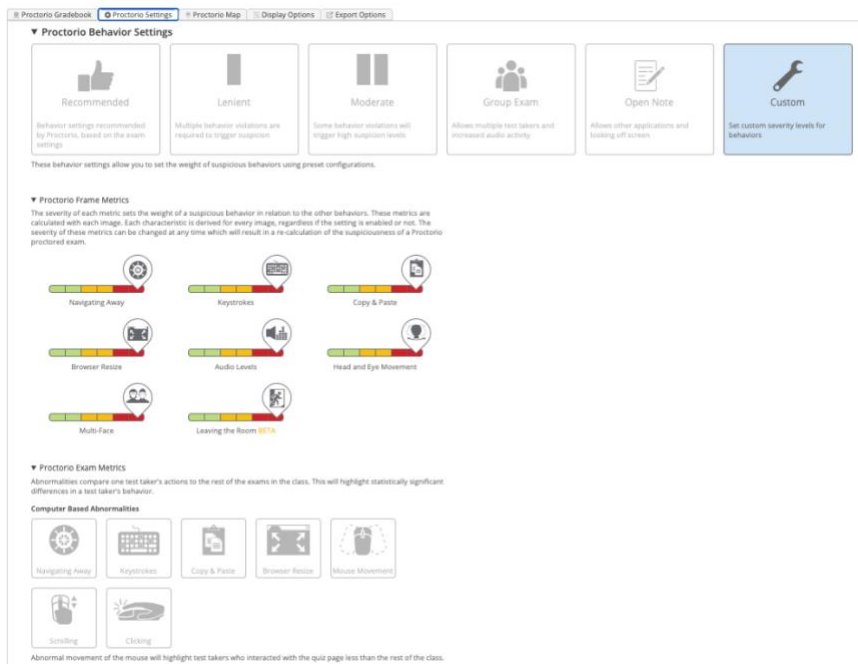 Proctorio Gradebook Proctorio Settings Proctorio Map Display Options Export Options
▼ Proctorio Behavior Settings
Recommended
Behavior settings recommended
by Proctorio, based on the exam
settings
Lenient
Multiple behavior violations are
required to trigger suspicion
Moderate
Some behavior violations will
trigger high suspicion levels
Group Exam
Allows multiple test takers and
increased audio activity
Open Note
Allows other applications and
looking off screen
Custom
Set custom severity levels for
behaviors
These behavior settings allow you to set the weight of suspicious behaviors using preset configurations.
▼ Proctorio Frame Metrics
The severity of each metric sets the weight of a suspicious behavior in relation to the other behaviors. These metrics are
calculated with each image. Each characteristic is derived for every image, regardless if the setting is enabled or not. The
severity of these metrics can be changed at any time which will result in a re-calculation of the suspiciousness of a Proctorio
proctored exam.
Navigating Away
Keystrokes
Copy & Paste
Browser Resize
Audio Levels
Head and Eye Movement
Multi-Face
Leaving the Room BETA
▼ Proctorio Exam Metrics
Abnormalities compare one test taker's actions to the rest of the exams in the class. This will highlight statistically significant
differences in a test taker's behavior.
Computer Based Abnormalities
Navigating Away
Keystrokes
Copy & Paste
Browser Resize
Mouse Movement
Scrolling
Clicking
Abnormal movement of the mouse will highlight test takers who interacted with the quiz page less than the rest of the class.